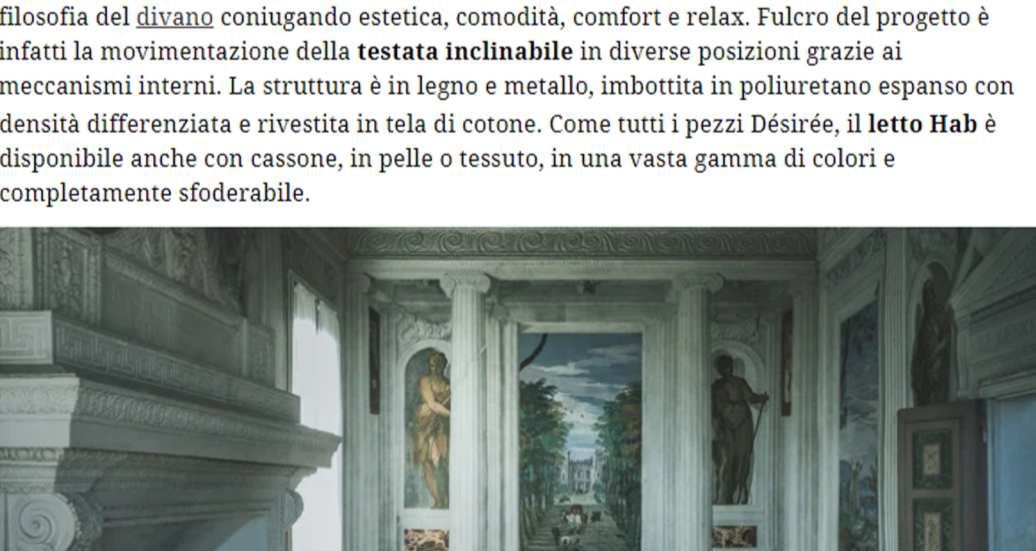 filosofia del divano coniugando estetica, comodità, comfort e relax. Fulcro del progetto è
infatti la movimentazione della testata inclinabile in diverse posizioni grazie ai
meccanismi interni. La struttura è in legno e metallo, imbottita in poliuretano espanso con
densità differenziata e rivestita in tela di cotone. Come tutti i pezzi Désirée, il letto Hab è
disponibile anche con cassone, in pelle o tessuto, in una vasta gamma di colori e
completamente sfoderabile.